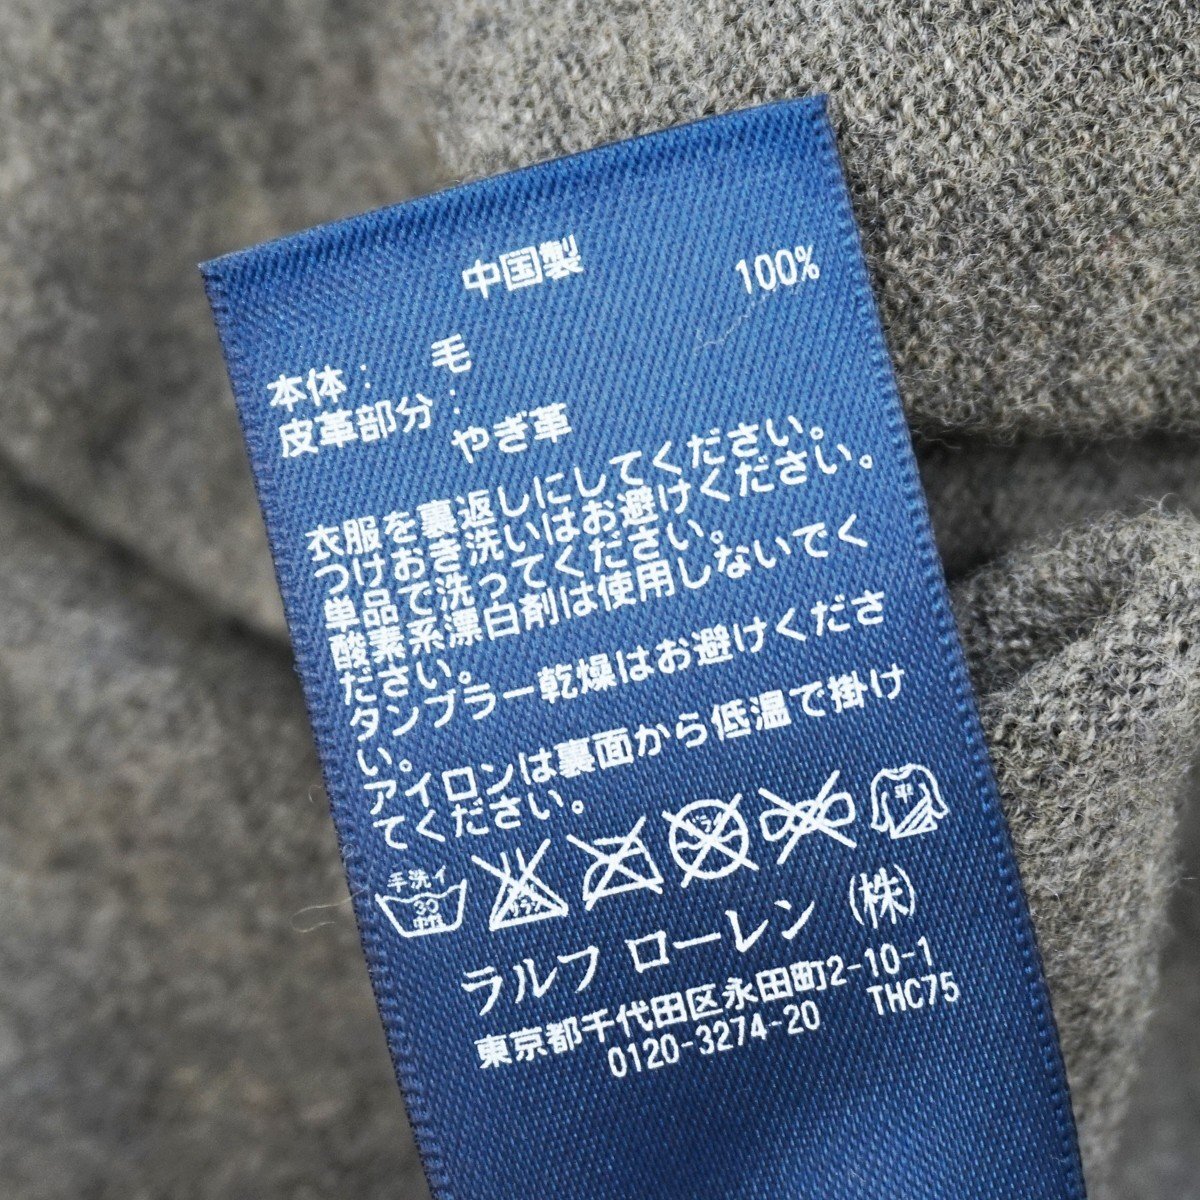 中国製
本体: 毛 100%
皮革部分:
やぎ革
衣服を裏返しにしてください。
つけおき洗いはお避けください。
単品で洗ってください。
酸素系漂白剤は使用しないでく
ださい。
タンブラー乾燥はお避けくださ
い。
アイロンは裏面から低温で掛け
てください。
手洗イ
30
平
ラルフ ローレン (株)
東京都千代田区永田町2-10-1
0120-3274-20 THC75